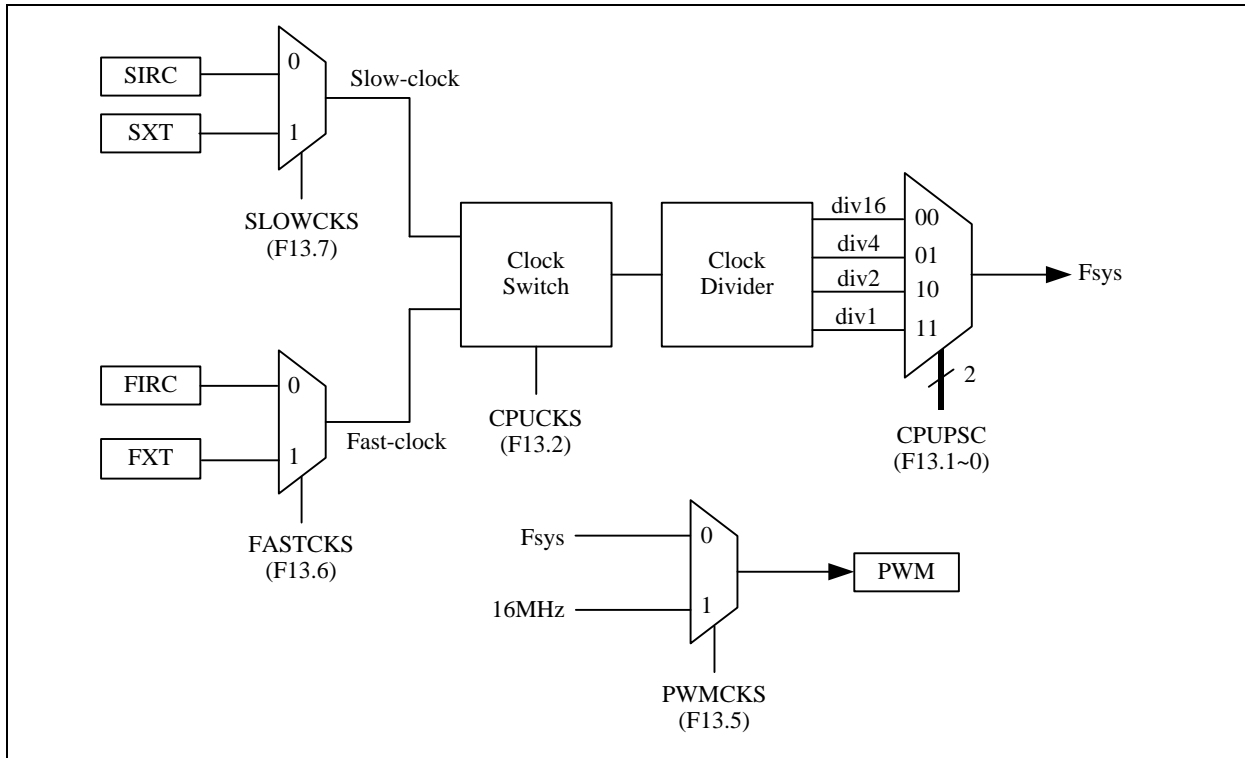 SIRC
0
Slow-clock
SXT
1
SLOWCKS
(F13.7)
Clock
Switch
Clock
Divider
div16
00
div4
01
div2
10
div1
11
Fsys
2
FIRC
0
Fast-clock
FXT
1
CPUCKS
(F13.2)
CPUPSC
(F13.1~0)
FASTCKS
(F13.6)
Fsys
0
PWM
16MHz
1
PWMCKS
(F13.5)